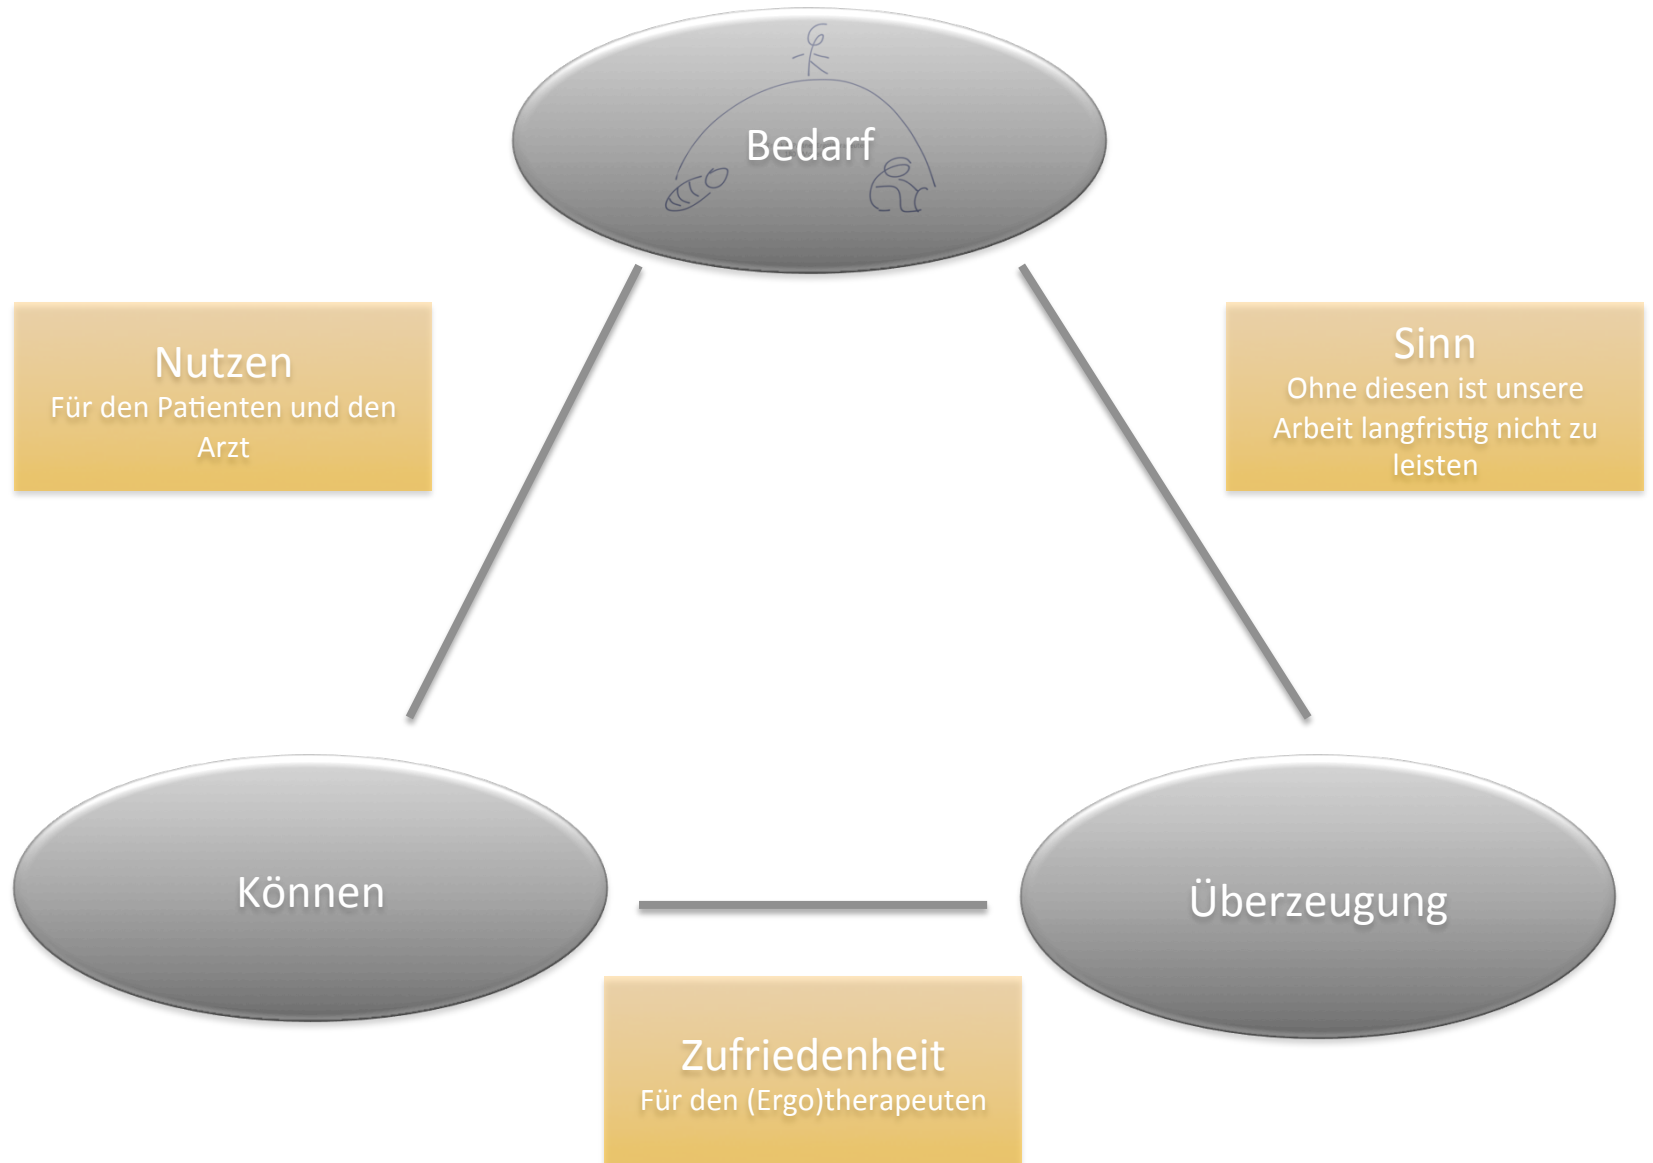 Bedarf
Nutzen
Für den Patienten und den
Arzt
Sinn
Ohne diesen ist unsere
Arbeit langfristig nicht zu
leisten
Können
Überzeugung
Zufriedenheit
Für den (Ergo)therapeuten